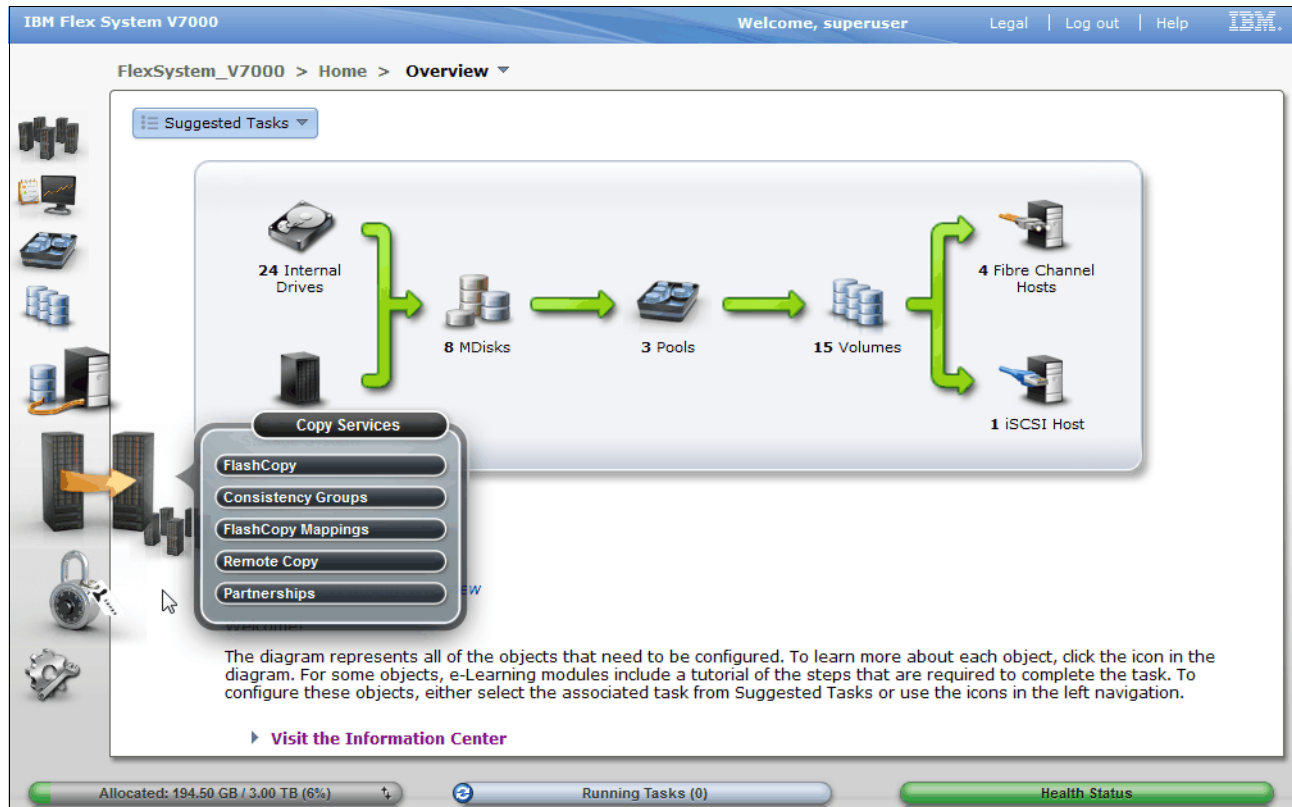 IBM Flex System V7000
Welcome, superuser
Legal | Log out | Help
IBM.
FlexSystem_V7000 > Home > Overview
Suggested Tasks
24 Internal
Drives
8 MDisks
3 Pools
15 Volumes
4 Fibre Channel
Hosts
1 iSCSI Host
Copy Services
FlashCopy
Consistency Groups
FlashCopy Mappings
Remote Copy
Partnerships
ew
Welcome!
The diagram represents all of the objects that need to be configured. To learn more about each object, click the icon in the
diagram. For some objects, e-Learning modules include a tutorial of the steps that are required to complete the task. To
configure these objects, either select the associated task from Suggested Tasks or use the icons in the left navigation.
Visit the Information Center
Allocated: 194.50 GB / 3.00 TB (6%)
Running Tasks (0)
Health Status